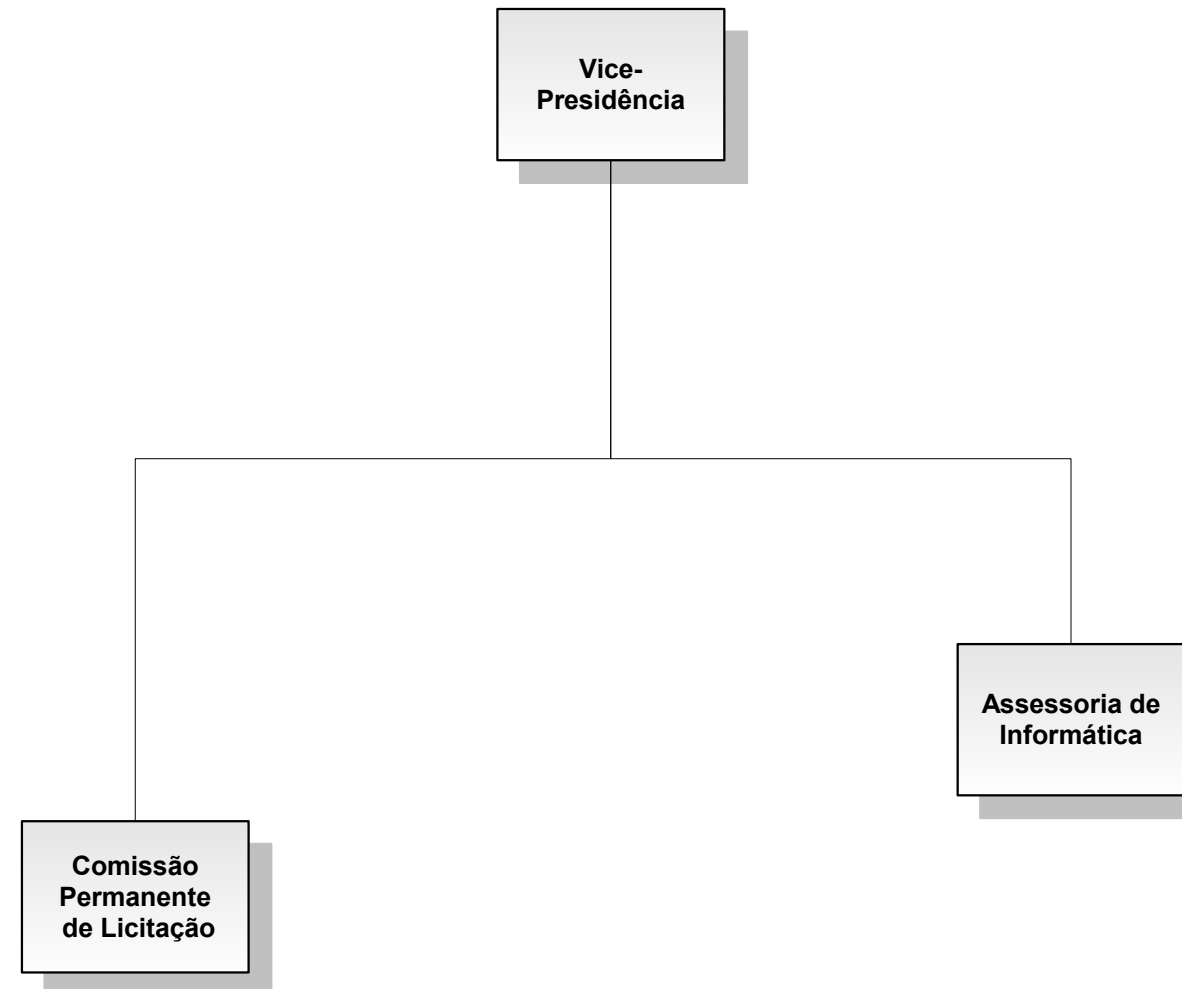 Vice-
Presidência
Assessoria de
Informática
Comissão
Permanente
de Licitação